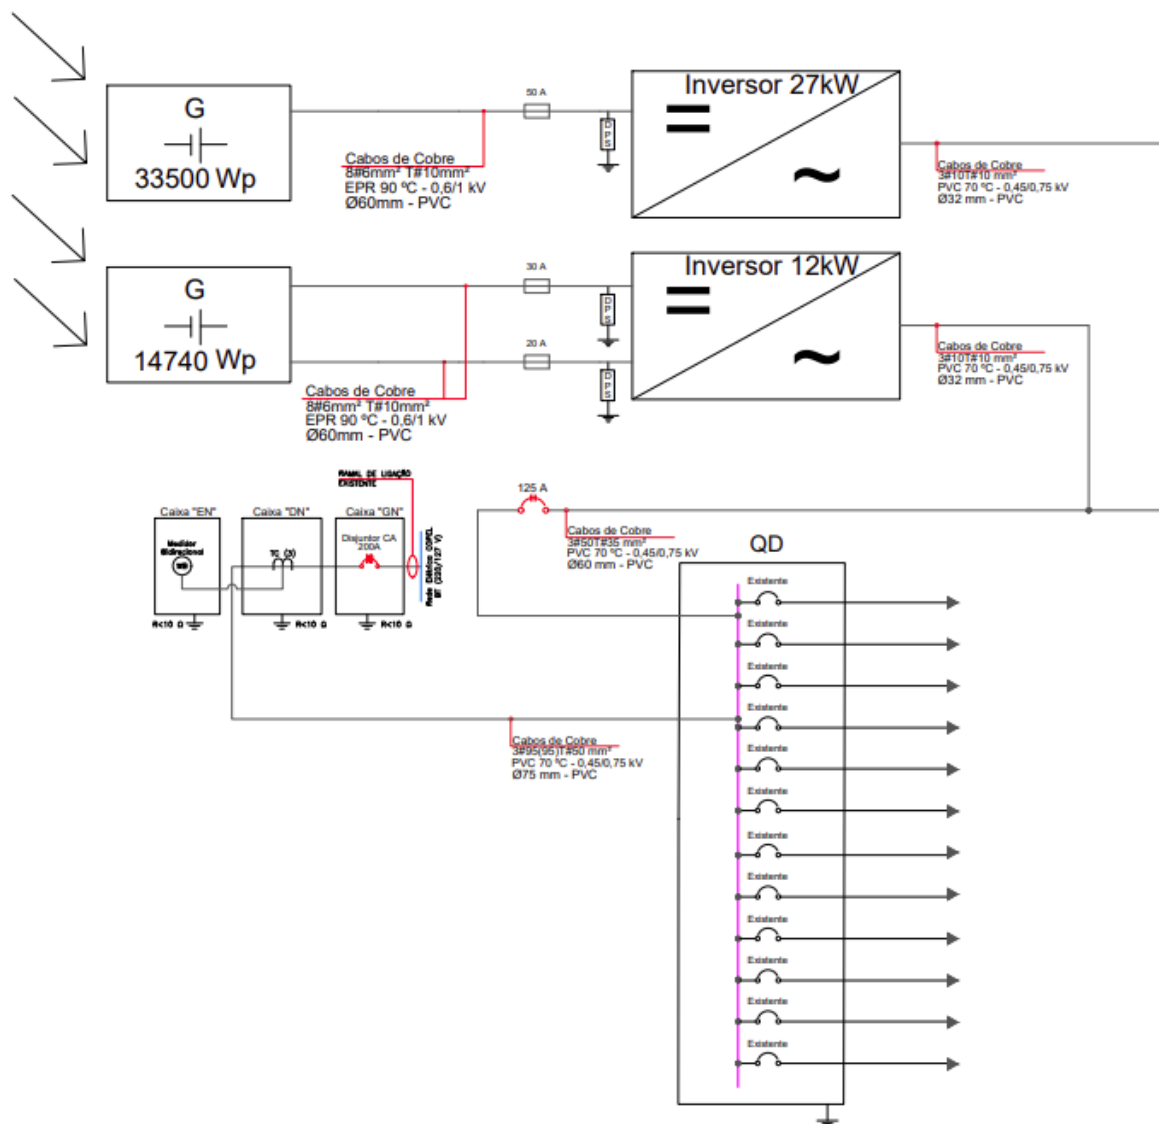 G
33500 Wp
Cabos de Cobre
8#6mm² T#10mm²
EPR 90 ºC - 0,6/1 kV
Ø60mm - PVC
50 A
DPS
Inversor 27kW
Cabos de Cobre
3#10T#10 mm²
PVC 70 ºC - 0,45/0,75 kV
Ø32 mm - PVC
G
14740 Wp
Cabos de Cobre
8#6mm² T#10mm²
EPR 90 ºC - 0,6/1 kV
Ø60mm - PVC
30 A
DPS
20 A
DPS
Inversor 12kW
Cabos de Cobre
3#10T#10 mm²
PVC 70 ºC - 0,45/0,75 kV
Ø32 mm - PVC
RAMAL DE LIGAÇÃO
EXISTENTE
Caixa "EN"
Medidor
Bidirecional
R<10 Ω
Caixa "DN"
TC (3)
R<10 Ω
Caixa "GN"
Disjuntor CA
200A
R<10 Ω
Rede Elétrica COPEL
BT (220/127 V)
125 A
Cabos de Cobre
3#50T#35 mm²
PVC 70 ºC - 0,45/0,75 kV
Ø60 mm - PVC
Cabos de Cobre
3#95(95)T#50 mm²
PVC 70 ºC - 0,45/0,75 kV
Ø75 mm - PVC
QD
Existente
Existente
Existente
Existente
Existente
Existente
Existente
Existente
Existente
Existente
Existente
Existente